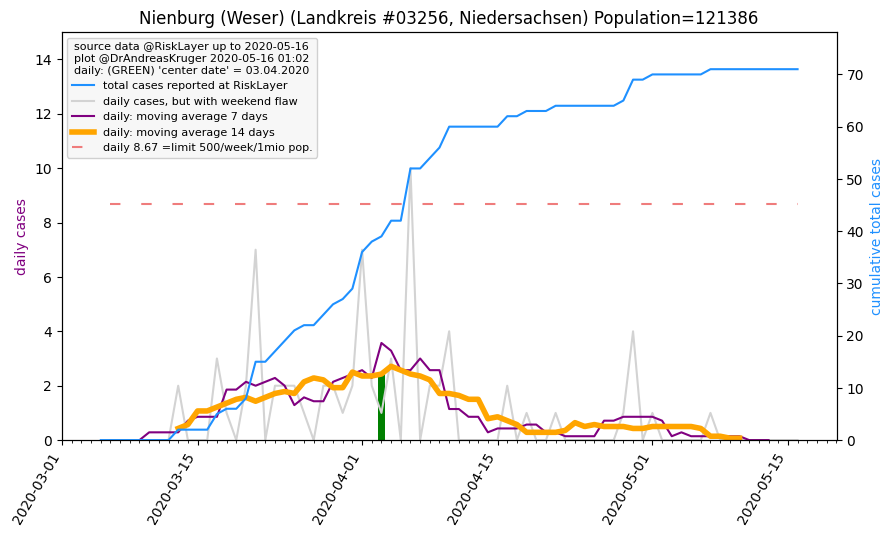 Nienburg (Weser) (Landkreis #03256, Niedersachsen) Population=121386
source data @RiskLayer up to 2020-05-16
plot @DrAndreasKruger 2020-05-16 01:02
daily: (GREEN) 'center date' = 03.04.2020
total cases reported at RiskLayer
daily cases, but with weekend flaw
daily: moving average 7 days
daily: moving average 14 days
daily 8.67 =limit 500/week/1mio pop.
daily cases
14
12
10
8
6
4
2
0
70
60
50
40
30
20
10
0
cumulative total cases
2020-03-01
2020-03-15
2020-04-01
2020-04-15
2020-05-01
2020-05-15